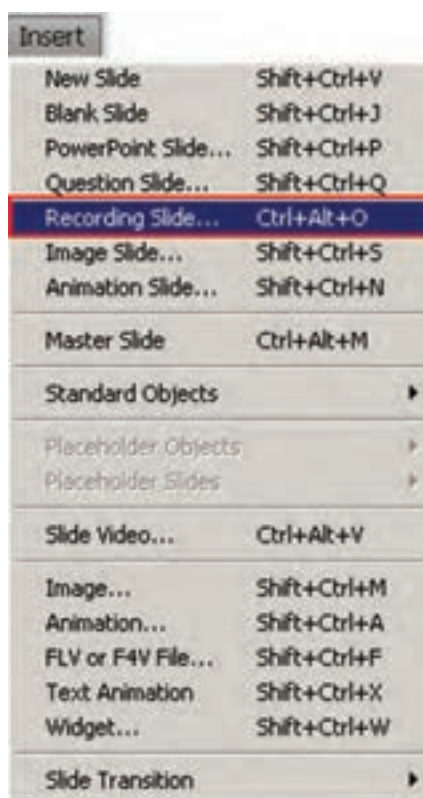 Insert
New Slide Shift+Ctrl+V
Blank Slide Shift+Ctrl+J
PowerPoint Slide... Shift+Ctrl+P
Question Slide... Shift+Ctrl+Q
Recording Slide... Ctrl+Alt+O
Image Slide... Shift+Ctrl+S
Animation Slide... Shift+Ctrl+N
Master Slide Ctrl+Alt+M
Standard Objects
Placeholder Objects
Placeholder Slides
Slide Video... Ctrl+Alt+V
Image... Shift+Ctrl+M
Animation... Shift+Ctrl+A
FLV or F4V File... Shift+Ctrl+F
Text Animation Shift+Ctrl+X
Widget... Shift+Ctrl+W
Slide Transition